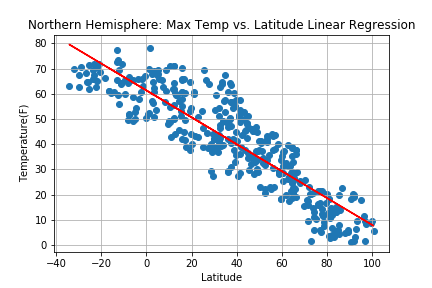 Northern Hemisphere: Max Temp vs. Latitude Linear Regression
80
70
60
50
40
30
20
10
0
Temperature(F)
−40 −20 0 20 40 60 80 100
Latitude